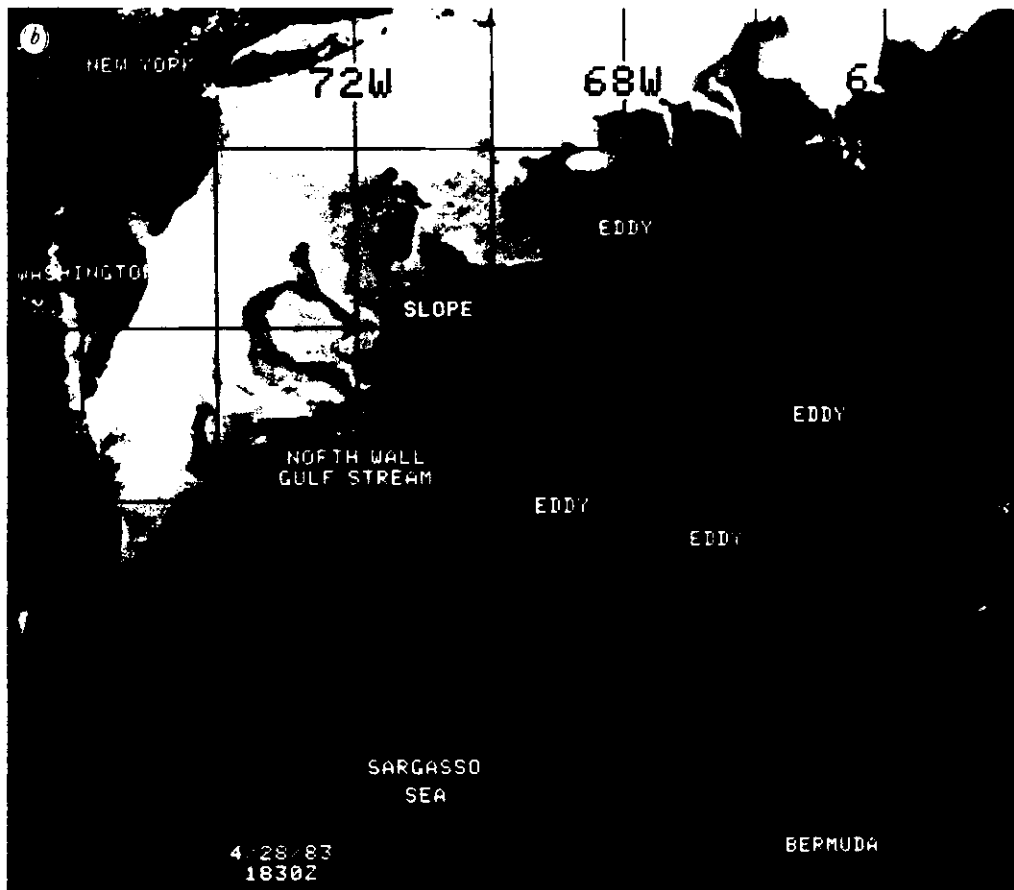 b
NEW YORK
72W
68W
6
EDDY
WASHINGTON
SLOPE
EDDY
NORTH WALL
GULF STREAM
EDDY
EDDY
SARGASSO
SEA
BERMUDA
4/28/83
1830Z